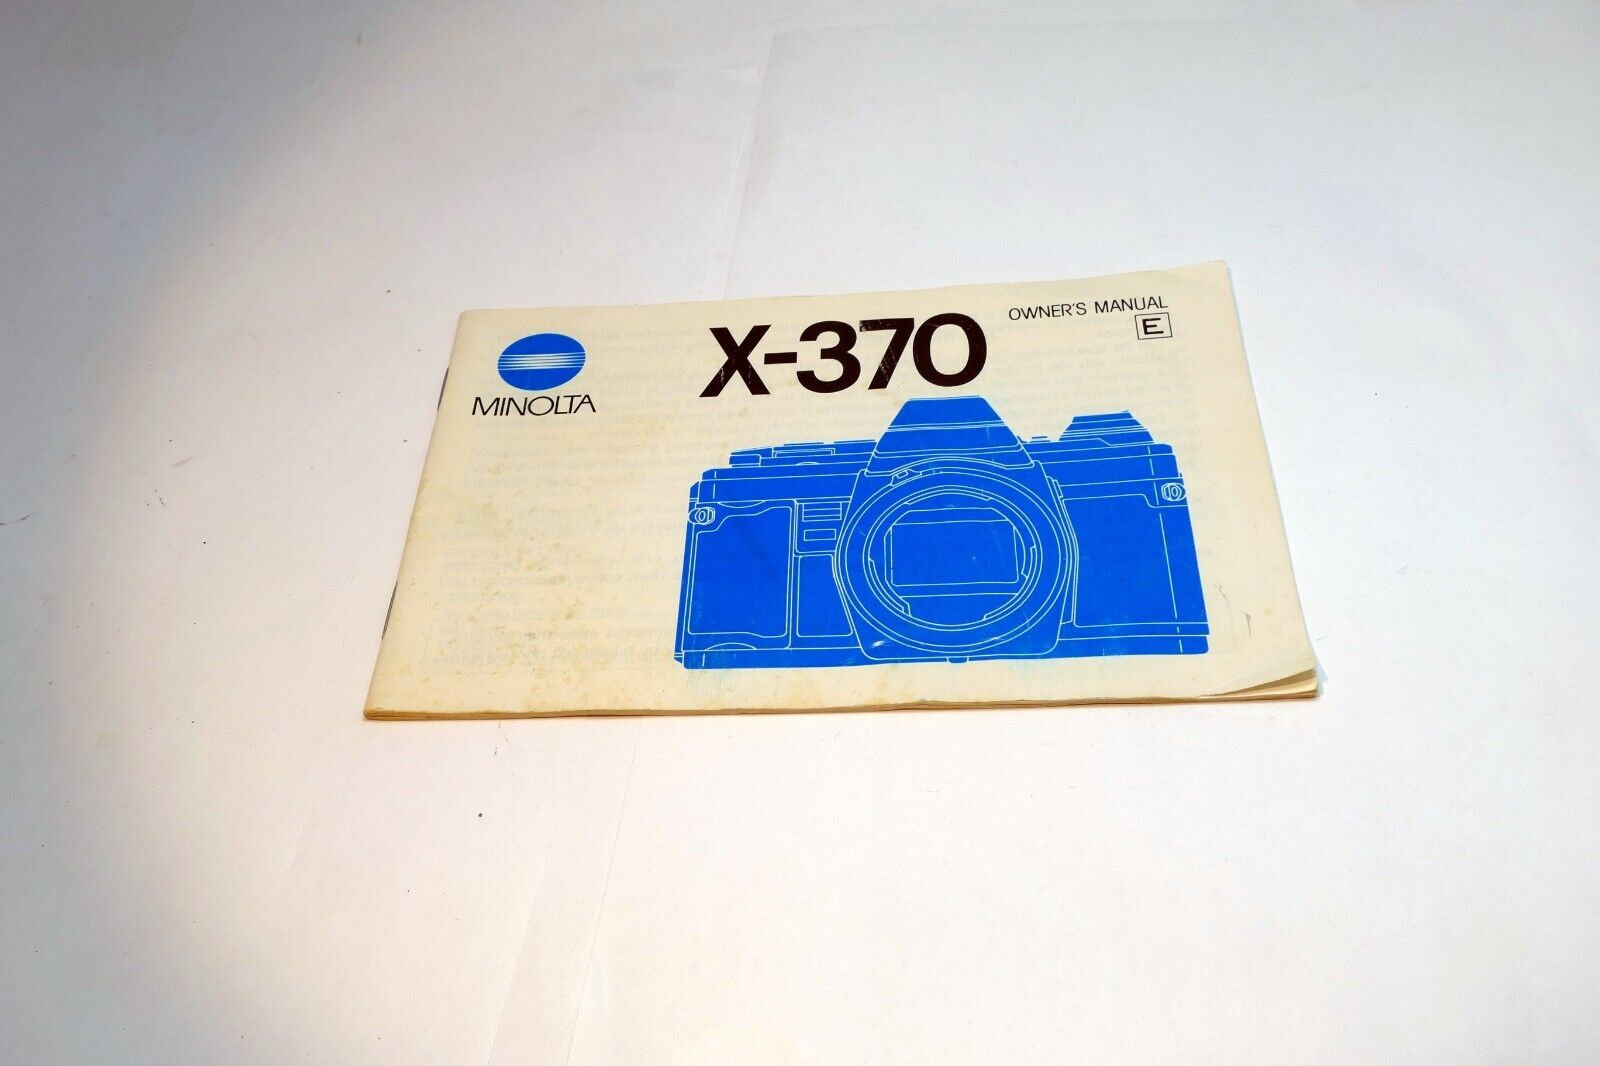 X-370
OWNER'S MANUAL
E
MINOLTA